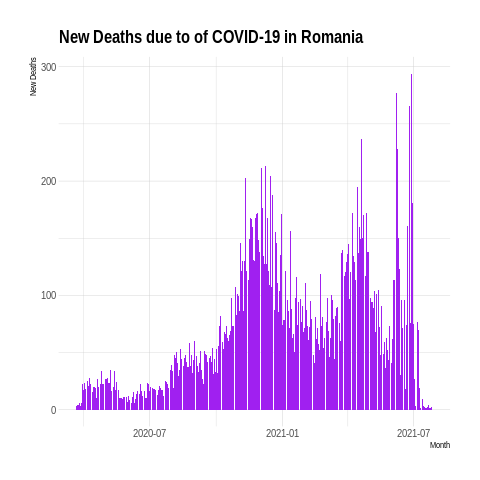 New Deaths due to of COVID-19 in Romania
New Deaths
300
200
100
0
2020-07
2021-01
2021-07
Month